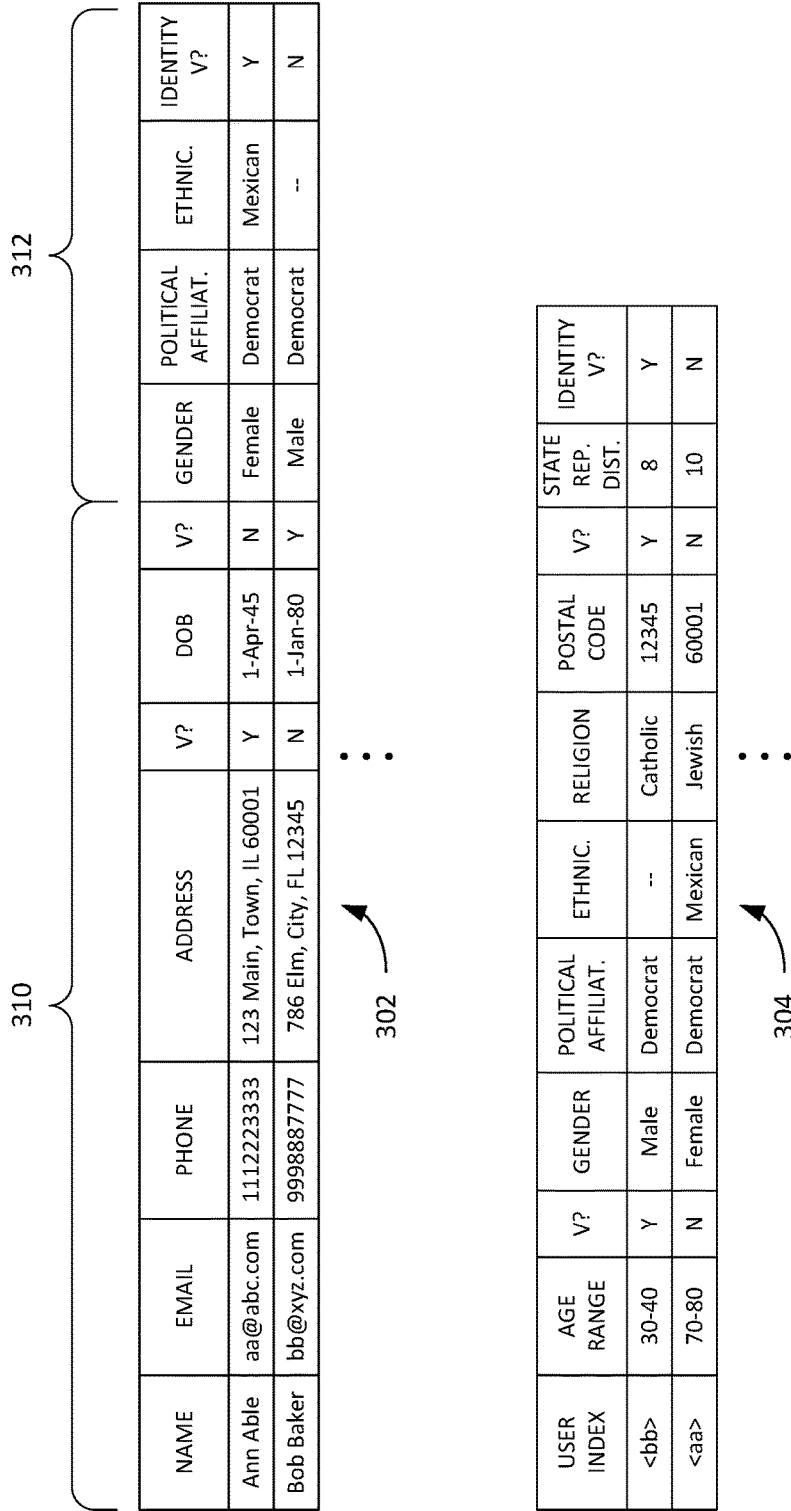 310
312
NAME EMAIL PHONE ADDRESS V? DOB V? GENDER POLITICAL AFFILIAT. ETHNIC. IDENTITY V?
Ann Able aa@abc.com 1112223333 123 Main, Town, IL 60001 Y 1-Apr-45 N Female Democrat Mexican Y
Bob Baker bb@xyz.com 9998887777 786 Elm, City, FL 12345 N 1-Jan-80 Y Male Democrat -- N
302
USER INDEX AGE RANGE V? GENDER POLITICAL AFFILIAT. ETHNIC. RELIGION POSTAL CODE V? STATE REP. DIST. IDENTITY V?
<bb> 30-40 Y Male Democrat -- Catholic 12345 Y 8 Y
<aa> 70-80 N Female Democrat Mexican Jewish 60001 N 10 N
304